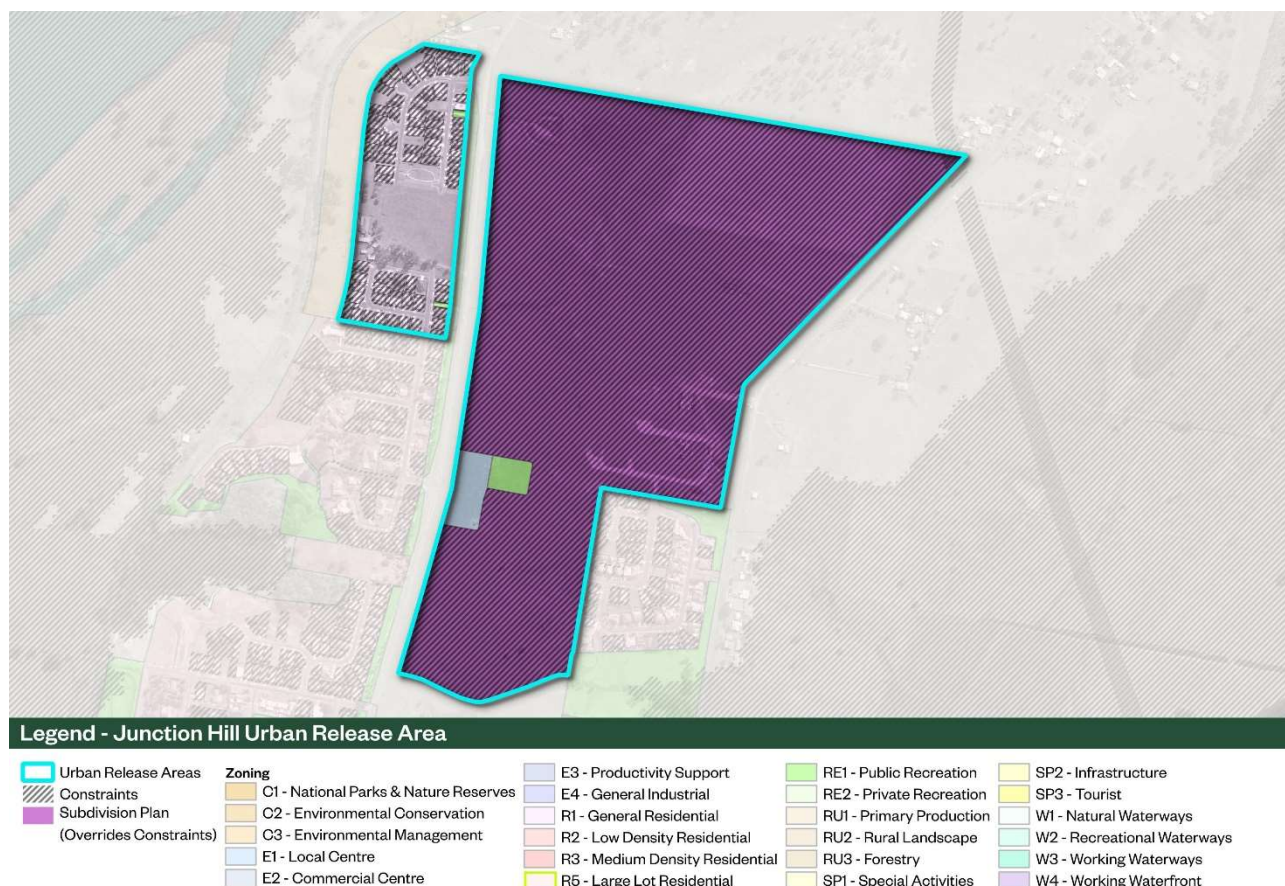 Legend - Junction Hill Urban Release Area
Urban Release Areas
Constraints
Subdivision Plan
(Overrides Constraints)
Zoning
C1 - National Parks & Nature Reserves
C2 - Environmental Conservation
C3 - Environmental Management
E1 - Local Centre
E2 - Commercial Centre
E3 - Productivity Support
E4 - General Industrial
R1 - General Residential
R2 - Low Density Residential
R3 - Medium Density Residential
R5 - Large Lot Residential
RE1 - Public Recreation
RE2 - Private Recreation
RU1 - Primary Production
RU2 - Rural Landscape
RU3 - Forestry
SP1 - Special Activities
SP2 - Infrastructure
SP3 - Tourist
W1 - Natural Waterways
W2 - Recreational Waterways
W3 - Working Waterways
W4 - Working Waterfront